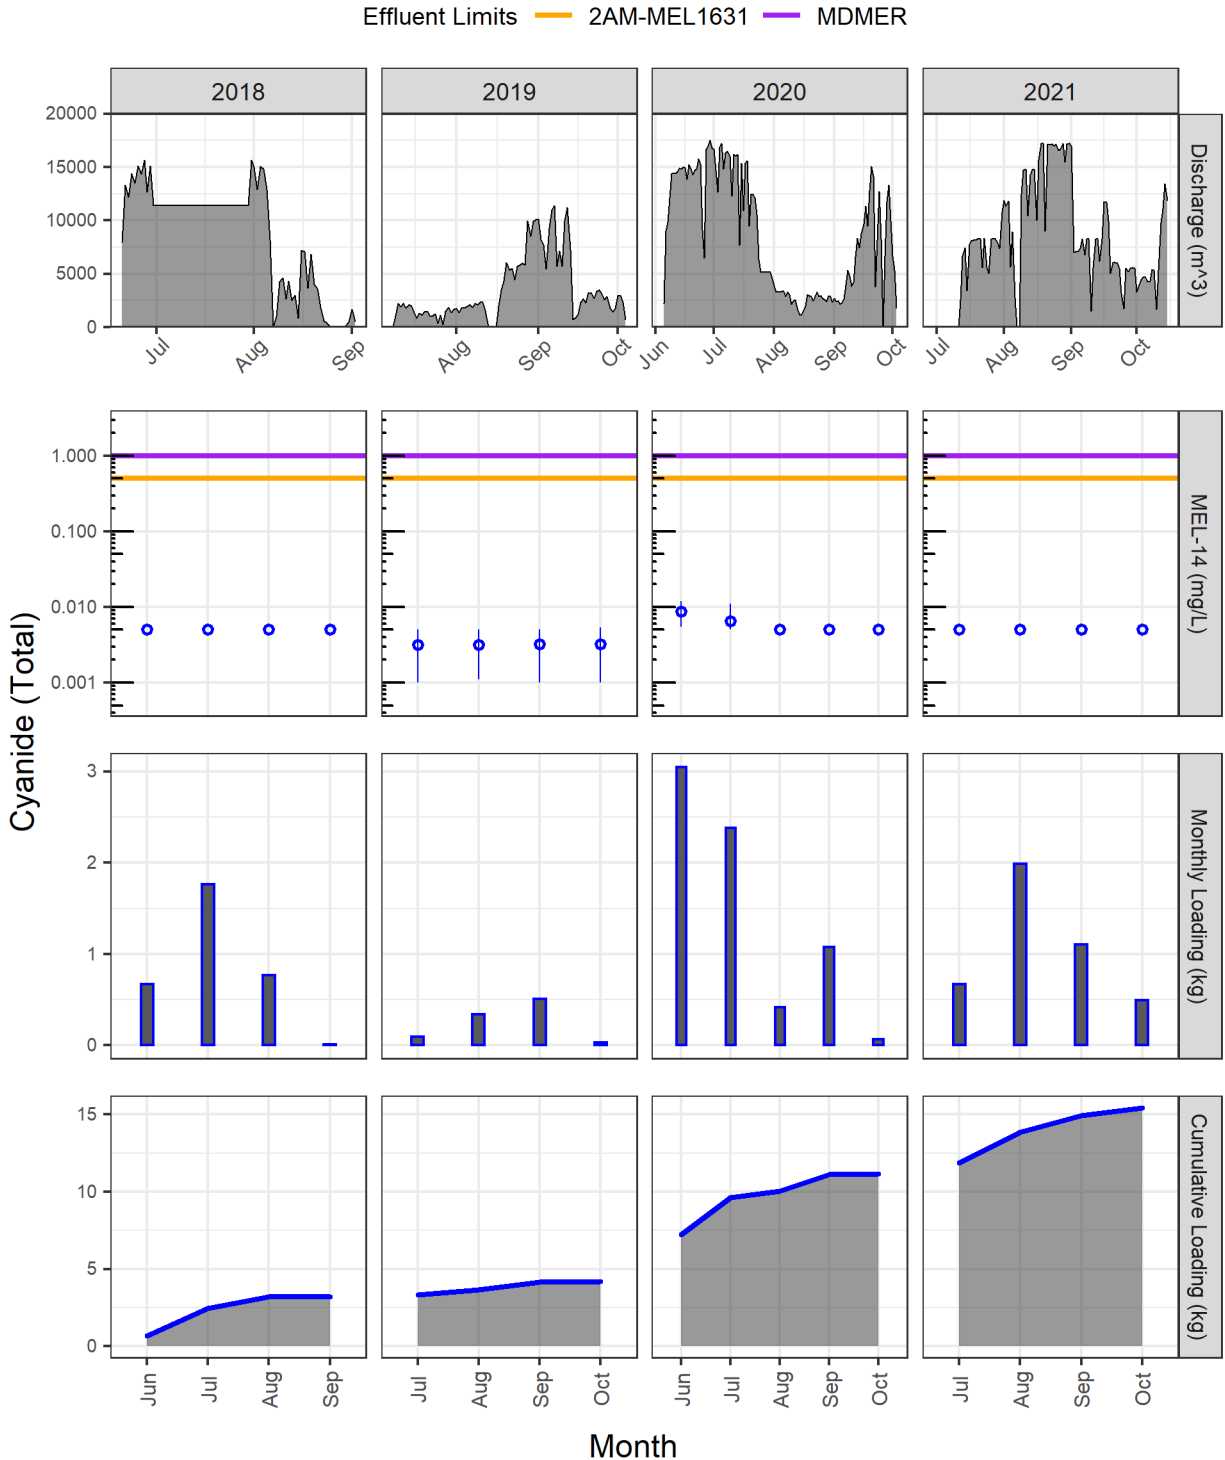 Effluent Limits 2AM-MEL1631 MDMER
2018 2019 2020 2021
20000
15000
10000
5000
0
Discharge (m^3)
Jul Aug Sep Aug Sep Oct Jun Jul Aug Sep Oct Jul Aug Sep Oct
1.000
0.100
0.010
0.001
MEL-14 (mg/L)
Cyanide (Total)
3
2
1
0
Monthly Loading (kg)
15
10
5
0
Cumulative Loading (kg)
Jun Jul Aug Sep Jul Aug Sep Oct Jun Jul Aug Sep Oct Jul Aug Sep Oct
Month